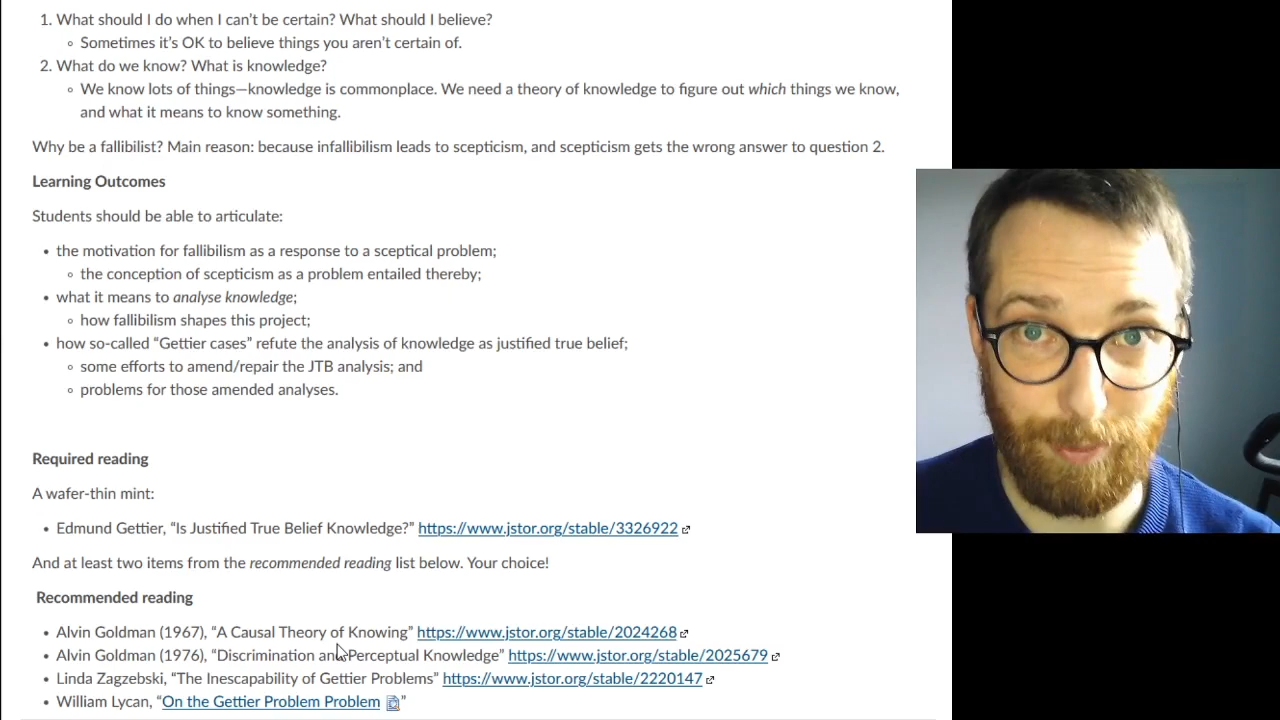 1. What should I do when I can’t be certain? What should I believe?
◦ Sometimes it’s OK to believe things you aren’t certain of.
2. What do we know? What is knowledge?
◦ We know lots of things—knowledge is commonplace. We need a theory of knowledge to figure out which things we know,
and what it means to know something.
Why be a fallibilist? Main reason: because infallibilism leads to scepticism, and scepticism gets the wrong answer to question 2.
Learning Outcomes
Students should be able to articulate:
• the motivation for fallibilism as a response to a sceptical problem;
◦ the conception of scepticism as a problem entailed thereby;
• what it means to analyse knowledge;
◦ how fallibilism shapes this project;
• how so-called “Gettier cases” refute the analysis of knowledge as justified true belief;
◦ some efforts to amend/repair the JTB analysis; and
◦ problems for those amended analyses.
Required reading
A wafer-thin mint:
• Edmund Gettier, “Is Justified True Belief Knowledge?” https://www.jstor.org/stable/3326922
And at least two items from the recommended reading list below. Your choice!
Recommended reading
• Alvin Goldman (1967), “A Causal Theory of Knowing” https://www.jstor.org/stable/2024268
• Alvin Goldman (1976), “Discrimination and Perceptual Knowledge” https://www.jstor.org/stable/2025679
• Linda Zagzebski, “The Inescapability of Gettier Problems” https://www.jstor.org/stable/2220147
• William Lycan, “On the Gettier Problem Problem”